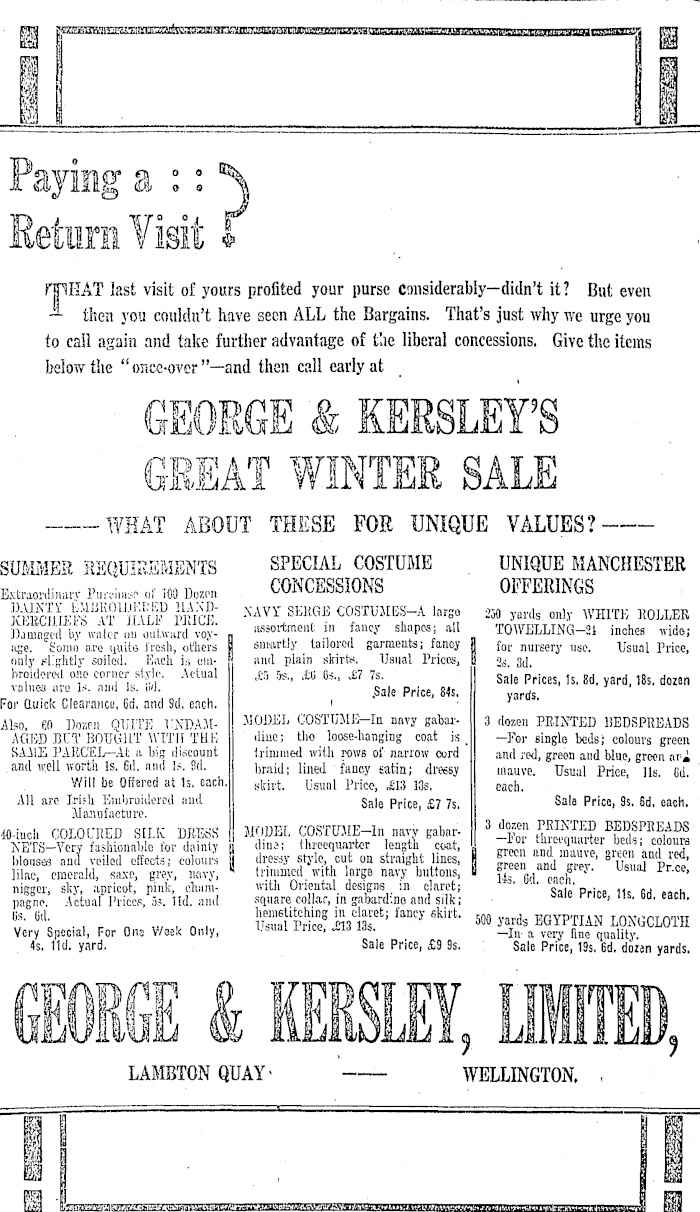 Paying a : :
Return Visit ?
THAT last visit of yours profited your purse considerably—didn't it? But even
then you couldn't have seen ALL the Bargains. That's just why we urge you
to call again and take further advantage of the liberal concessions. Give the items
below the "once-over"—and then call early at
GEORGE & KERSLEY'S
GREAT WINTER SALE
—— WHAT ABOUT THESE FOR UNIQUE VALUES? ——
SUMMER REQUIREMENTS
Extraordinary Purchase of 100 Dozen
DAINTY EMBROIDERED HAND-
KERCHIEFS AT HALF PRICE.
Damaged by water on outward voy-
age. Some are quite fresh, others
only slightly soiled. Each is em-
broidered one corner style. Actual
values are 1s. and 1s. 6d.
For Quick Clearance, 6d. and 9d. each.
Also, 60 Dozen QUITE UNDAM-
AGED BUT BOUGHT WITH THE
SAME PARCEL—At a big discount
and well worth 1s. 6d. and 1s. 9d.
Will be Offered at 1s. each.
All are Irish Embroidered and
Manufacture.
40-inch COLOURED SILK DRESS
NETS—Very fashionable for dainty
blouses and veiled effects; colours
lilac, emerald, saxe, grey, navy,
nigger, sky, apricot, pink, cham-
pagne. Actual Prices, 5s. 11d. and
6s. 6d.
Very Special, For One Week Only,
4s. 11d. yard.
SPECIAL COSTUME
CONCESSIONS
NAVY SERGE COSTUMES—A large
assortment in fancy shapes; all
smartly tailored garments; fancy
and plain skirts. Usual Prices,
£5 5s., £6 6s., £7 7s.
Sale Price, 84s.
MODEL COSTUME—In navy gabar-
dine; the loose-hanging coat is
trimmed with rows of narrow cord
braid; lined fancy satin; dressy
skirt. Usual Price, £13 13s.
Sale Price, £7 7s.
MODEL COSTUME—In navy gabar-
dine; threequarter length coat,
dressy style, cut on straight lines,
trimmed with large navy buttons,
with Oriental designs in claret;
square collar, in gabardine and silk;
hemstitching in claret; fancy skirt.
Usual Price, £13 13s.
Sale Price, £9 9s.
UNIQUE MANCHESTER
OFFERINGS
250 yards only WHITE ROLLER
TOWELLING—24 inches wide;
for nursery use. Usual Price,
2s. 3d.
Sale Prices, 1s. 8d. yard, 18s. dozen
yards.
3 dozen PRINTED BEDSPREADS
—For single beds; colours green
and red, green and blue, green and
mauve. Usual Price, 11s. 6d.
each.
Sale Price, 9s. 6d. each.
3 dozen PRINTED BEDSPREADS
—For threequarter beds; colours
green and mauve, green and red,
green and grey. Usual Price,
14s. 6d. each.
Sale Price, 11s. 6d. each.
500 yards EGYPTIAN LONGCLOTH
—In a very fine quality.
Sale Price, 19s. 6d. dozen yards.
GEORGE & KERSLEY, LIMITED,
LAMBTON QUAY —— WELLINGTON.